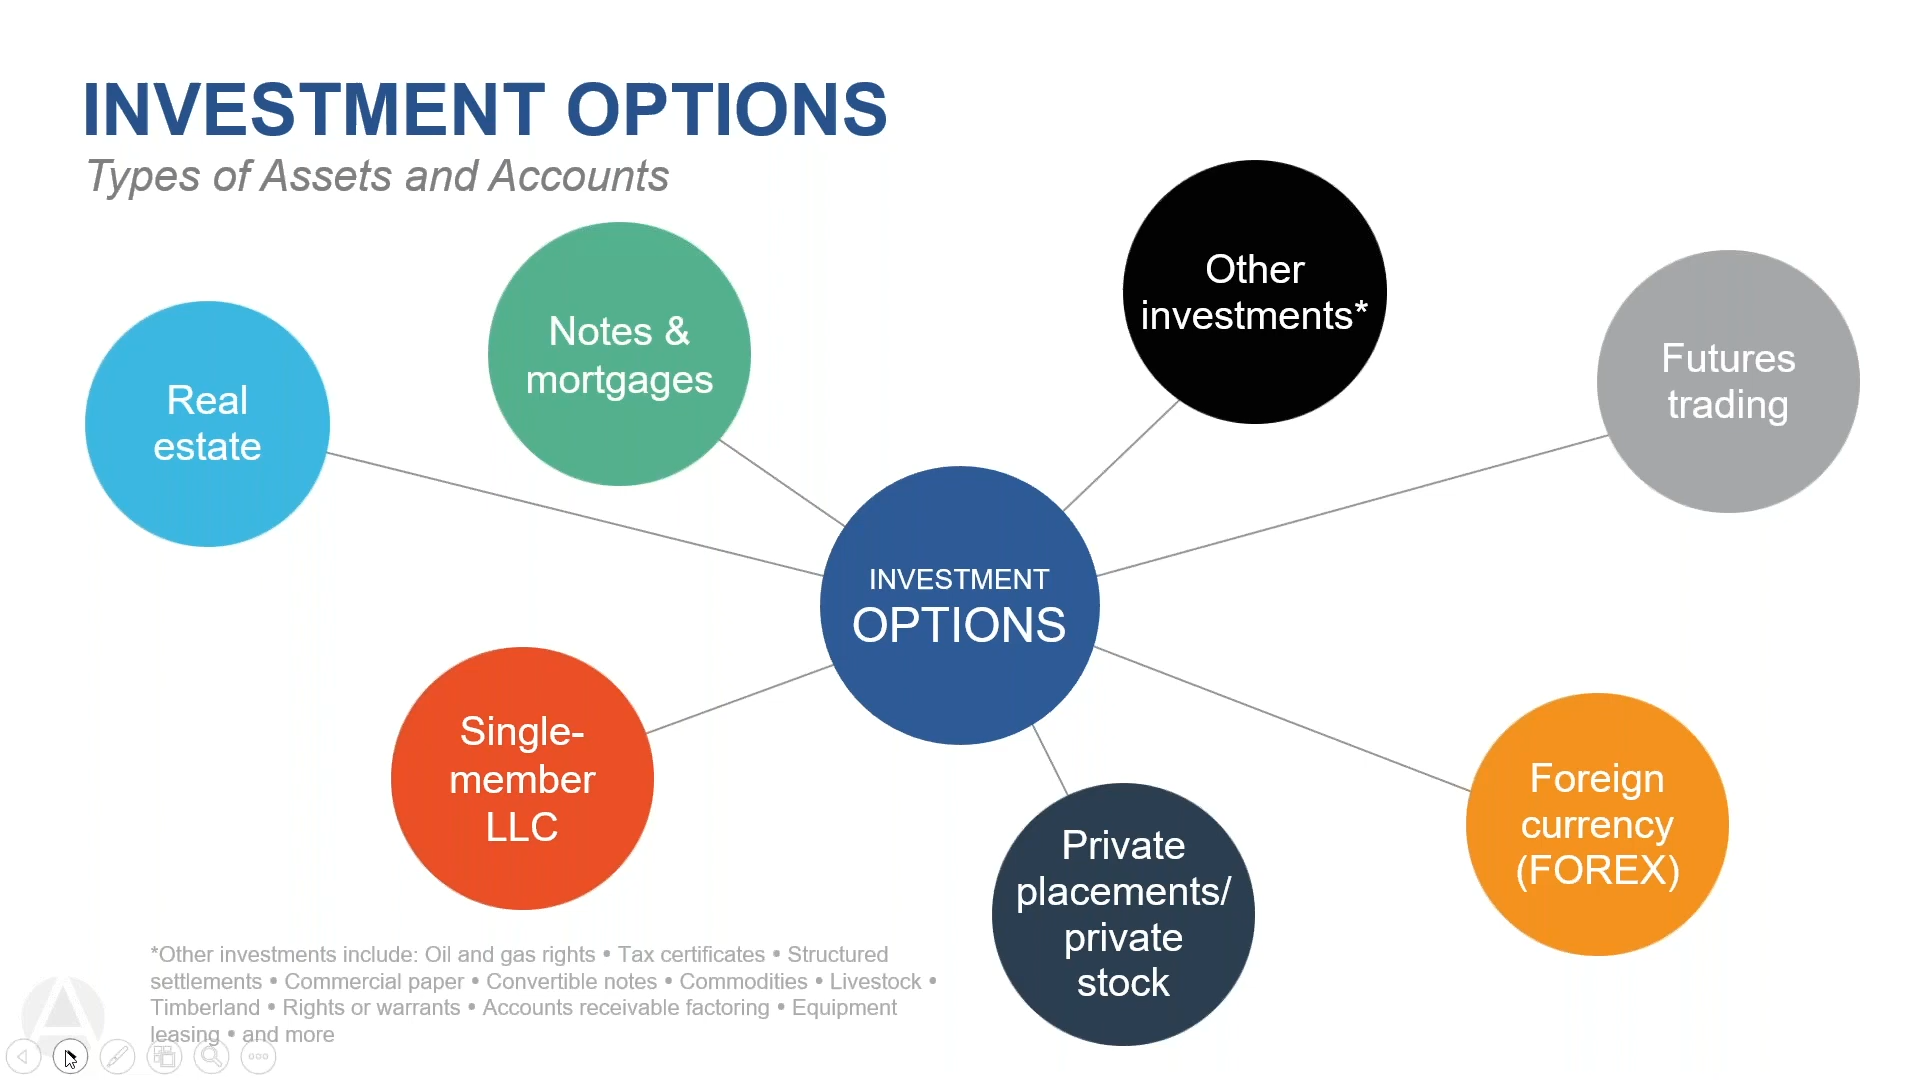 INVESTMENT OPTIONS
Types of Assets and Accounts
Real
estate
Notes &
mortgages
Other
investments*
Futures
trading
INVESTMENT
OPTIONS
Single-
member
LLC
Private
placements/
private
stock
Foreign
currency
(FOREX)
*Other investments include: Oil and gas rights • Tax certificates • Structured
settlements • Commercial paper • Convertible notes • Commodities • Livestock •
Timberland • Rights or warrants • Accounts receivable factoring • Equipment
leasing • and more